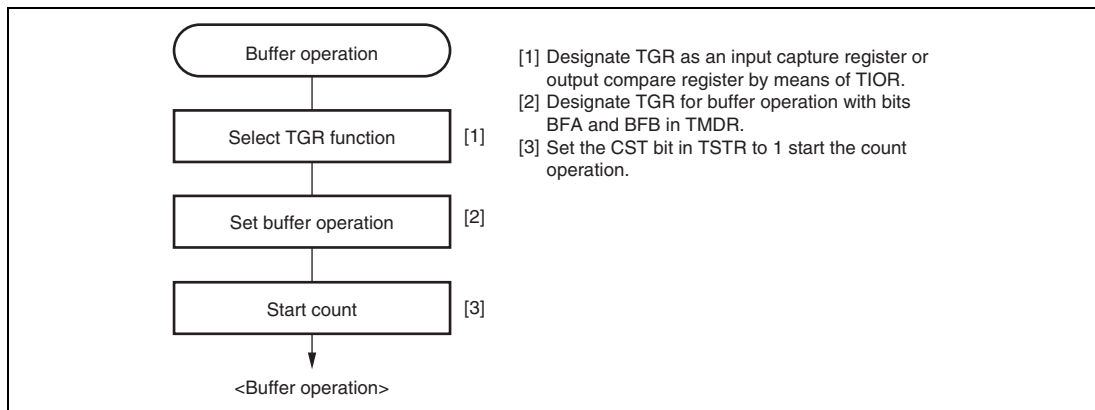 Buffer operation
Select TGR function
[1]
Set buffer operation
[2]
Start count
[3]
<Buffer operation>
[1] Designate TGR as an input capture register or
output compare register by means of TIOR.
[2] Designate TGR for buffer operation with bits
BFA and BFB in TMDR.
[3] Set the CST bit in TSTR to 1 start the count
operation.